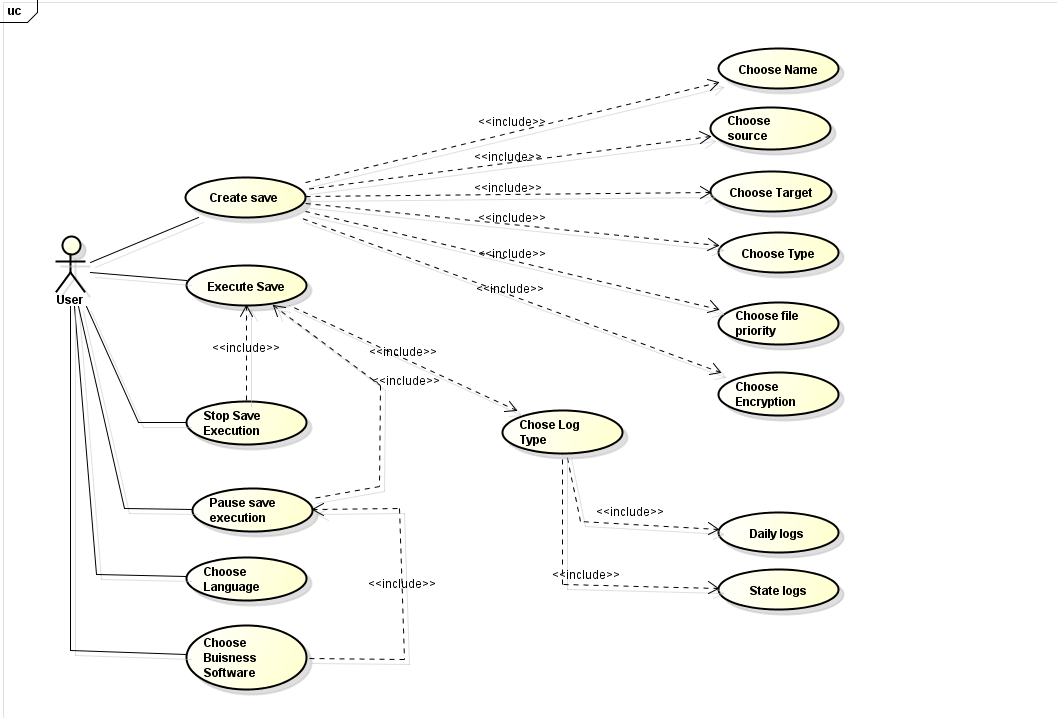 uc
Choose Name
<<include>>
Choose
source
<<include>>
Create save
<<include>>
Choose Target
<<include>>
Choose Type
<<include>>
User
Execute Save
<<include>>
Choose file
priority
<<include>>
<<include>>
<<include>>
Choose
Encryption
Stop Save
Execution
Chose Log
Type
Pause save
execution
<<include>>
Daily logs
Choose
Language
<<include>>
<<include>>
State logs
Choose
Buisness
Software